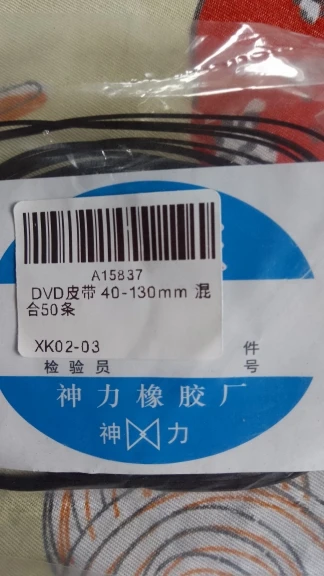 A15837
DVD皮带 40-130mm 混
合50条
XK02-03
检验员
件
号
神力橡胶厂
神 力